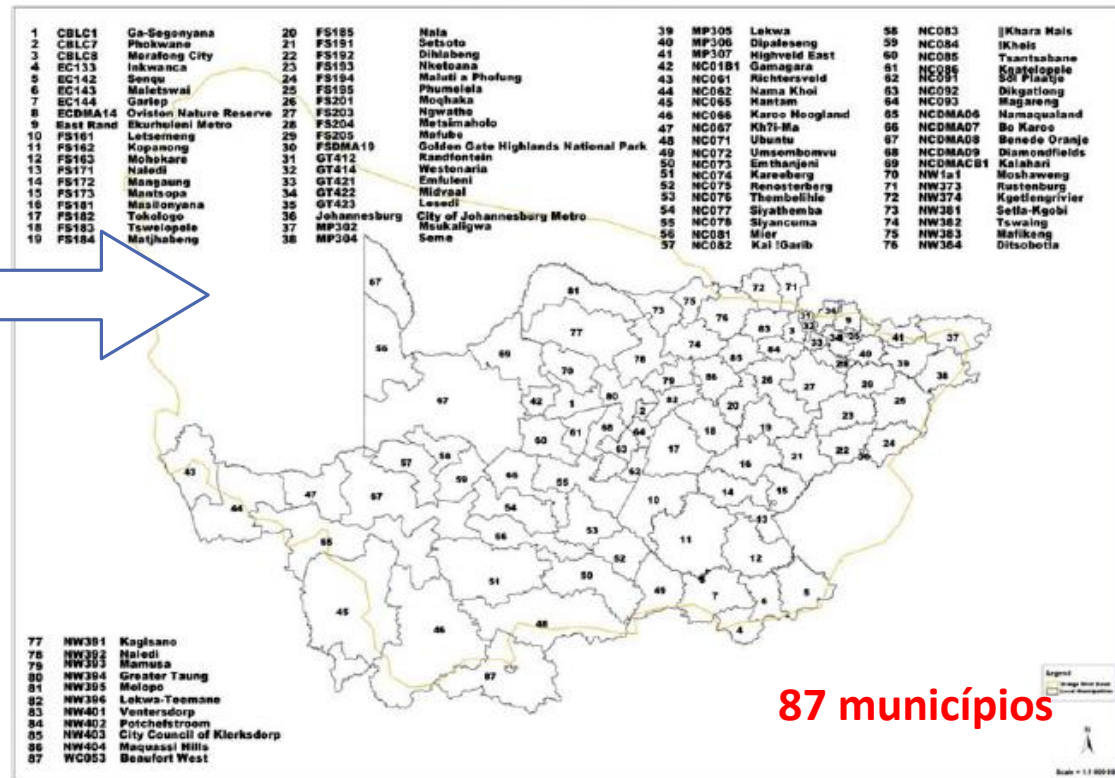 1 CBLC1 Ga-Segonyana
2 CBLC7 Phokwane
3 CBLC8 Merafong City
4 EC133 Inkwanca
5 EC142 Senqu
6 EC143 Maletswai
7 EC144 Gariep
8 ECDMA14 Oviston Nature Reserve
9 East Rand Ekurhuleni Metro
10 FS161 Letsemeng
11 FS162 Kopanong
12 FS163 Mohokare
13 FS171 Naledi
14 FS172 Mangaung
15 FS173 Mantsopa
16 FS181 Masilonyana
17 FS182 Tokologo
18 FS183 Tswelopele
19 FS184 Matjhabeng
20 FS185 Nala
21 FS191 Setsoto
22 FS192 Dihlabeng
23 FS193 Nketoana
24 FS194 Maluti a Phofung
25 FS195 Phumelela
26 FS201 Moqhaka
27 FS203 Ngwathe
28 FS204 Metsimaholo
29 FS205 Mafube
30 FSDMA19 Golden Gate Highlands National Park
31 GT412 Randfontein
32 GT414 Westonaria
33 GT421 Emfuleni
34 GT422 Midvaal
35 GT423 Lesedi
36 Johannesburg City of Johannesburg Metro
37 MP302 Msukaligwa
38 MP304 Seme
39 MP305 Lekwa
40 MP306 Dipaleseng
41 MP307 Highveld East
42 NC01B1 Gamagara
43 NC061 Richtersveld
44 NC062 Nama Khoi
45 NC065 Hantam
46 NC066 Karoo Hoogland
47 NC067 Kh?i-Ma
48 NC071 Ubuntu
49 NC072 Umsombomvu
50 NC073 Emthanjeni
51 NC074 Kareeberg
52 NC075 Renosterberg
53 NC076 Thembelihle
54 NC077 Siyathemba
55 NC078 Siyancuma
56 NC081 Mier
57 NC082 Kai !Garib
58 NC083 ||Khara Hais
59 NC084 !Kheis
60 NC085 Tsantsabane
61 NC086 Kgatelopele
62 NC091 Sol Plaatje
63 NC092 Dikgatlong
64 NC093 Magareng
65 NCDMA06 Namaqualand
66 NCDMA07 Bo Karoo
67 NCDMA08 Benede Oranje
68 NCDMA09 Diamondfields
69 NCDMACB1 Kalahari
70 NW1a1 Moshaweng
71 NW373 Rustenburg
72 NW374 Kgetlengrivier
73 NW381 Setla-Kgobi
74 NW382 Tswaing
75 NW383 Mafikeng
76 NW384 Ditsobotla
77 NW391 Kagisano
78 NW392 Naledi
79 NW393 Mamusa
80 NW394 Greater Taung
81 NW395 Molopo
82 NW396 Lekwa-Teemane
83 NW401 Ventersdorp
84 NW402 Potchefstroom
85 NW403 City Council of Klerksdorp
86 NW404 Maquassi Hills
87 WC053 Beaufort West
87 municípios
Legend
N